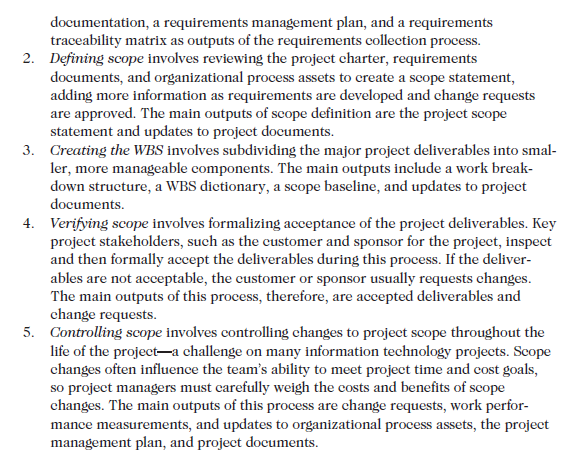 documentation, a requirements management plan, and a requirements
traceability matrix as outputs of the requirements collection process.
2. Defining scope involves reviewing the project charter, requirements
documents, and organizational process assets to create a scope statement,
adding more information as requirements are developed and change requests
are approved. The main outputs of scope definition are the project scope
statement and updates to project documents.
3. Creating the WBS involves subdividing the major project deliverables into smal-
ler, more manageable components. The main outputs include a work break-
down structure, a WBS dictionary, a scope baseline, and updates to project
documents.
4. Verifying scope involves formalizing acceptance of the project deliverables. Key
project stakeholders, such as the customer and sponsor for the project, inspect
and then formally accept the deliverables during this process. If the deliver-
ables are not acceptable, the customer or sponsor usually requests changes.
The main outputs of this process, therefore, are accepted deliverables and
change requests.
5. Controlling scope involves controlling changes to project scope throughout the
life of the project—a challenge on many information technology projects. Scope
changes often influence the team's ability to meet project time and cost goals,
so project managers must carefully weigh the costs and benefits of scope
changes. The main outputs of this process are change requests, work perfor-
mance measurements, and updates to organizational process assets, the project
management plan, and project documents.